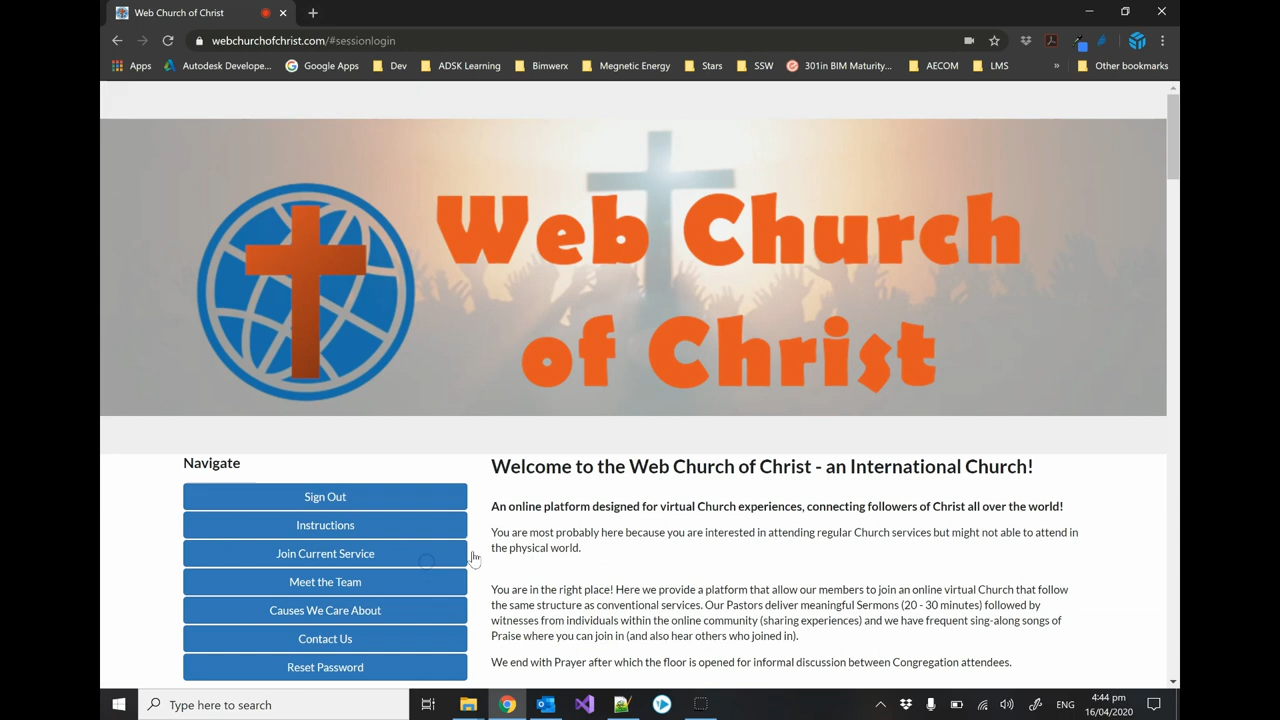 Web Church of Christ
webchurchofchrist.com/#sessionlogin
Apps
Autodesk Develope...
Google Apps
Dev
ADSK Learning
Bimwerx
Megnetic Energy
Stars
SSW
301in BIM Maturity...
AECOM
LMS
»
Other bookmarks
Web Church
of Christ
Navigate
Sign Out
Instructions
Join Current Service
Meet the Team
Causes We Care About
Contact Us
Reset Password
Welcome to the Web Church of Christ - an International Church!
An online platform designed for virtual Church experiences, connecting followers of Christ all over the world!
You are most probably here because you are interested in attending regular Church services but might not able to attend in
the physical world.
You are in the right place! Here we provide a platform that allow our members to join an online virtual Church that follow
the same structure as conventional services. Our Pastors deliver meaningful Sermons (20 - 30 minutes) followed by
witnesses from individuals within the online community (sharing experiences) and we have frequent sing-along songs of
Praise where you can join in (and also hear others who joined in).
We end with Prayer after which the floor is opened for informal discussion between Congregation attendees.
Type here to search
ENG
4:44 pm
16/04/2020